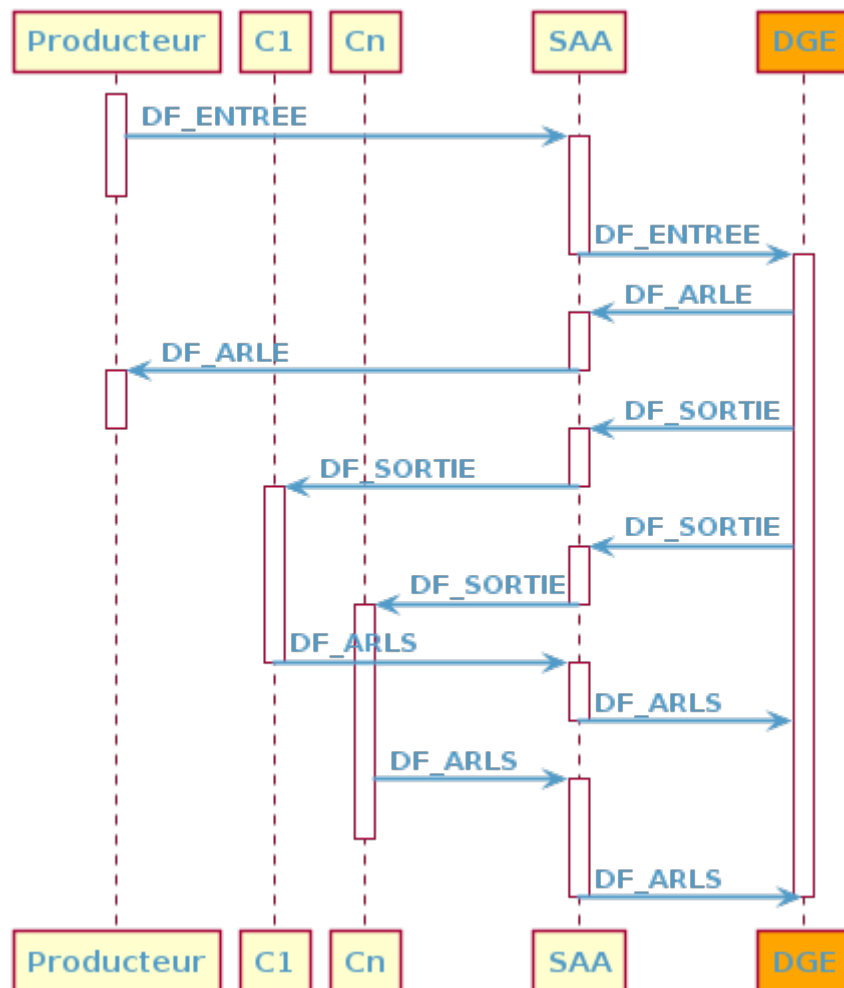 Producteur C1 Cn SAA DGE
DF_ENTREE
DF_ENTREE
DF_ARLE
DF_ARLE
DF_SORTIE
DF_SORTIE
DF_SORTIE
DF_SORTIE
DF_ARLS
DF_ARLS
DF_ARLS
DF_ARLS
Producteur C1 Cn SAA DGE